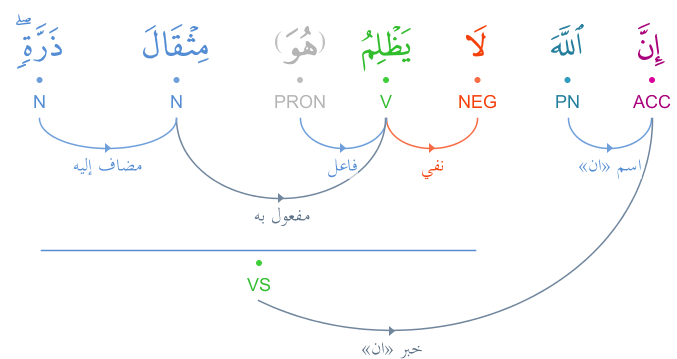 إِنَّ ٱللَّهَ لَا يَظْلِمُ (هُوَ) مِثْقَالَ ذَرَّةٍ ۖ
ACC PN NEG V PRON N N
اسم «ان» نفي فاعل مضاف إليه
مفعول به
VS
خبر «ان»